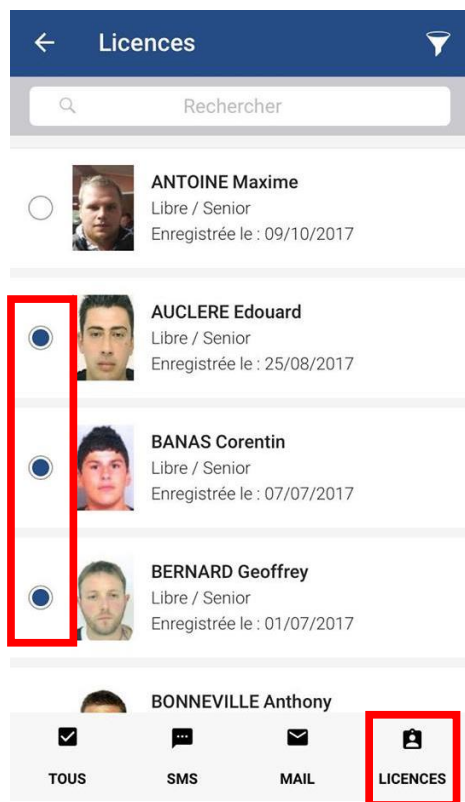 Licences
Rechercher
ANTOINE Maxime
Libre / Senior
Enregistrée le : 09/10/2017
AUCLERE Edouard
Libre / Senior
Enregistrée le : 25/08/2017
BANAS Corentin
Libre / Senior
Enregistrée le : 07/07/2017
BERNARD Geoffrey
Libre / Senior
Enregistrée le : 01/07/2017
BONNEVILLE Anthony
TOUS SMS MAIL LICENCES